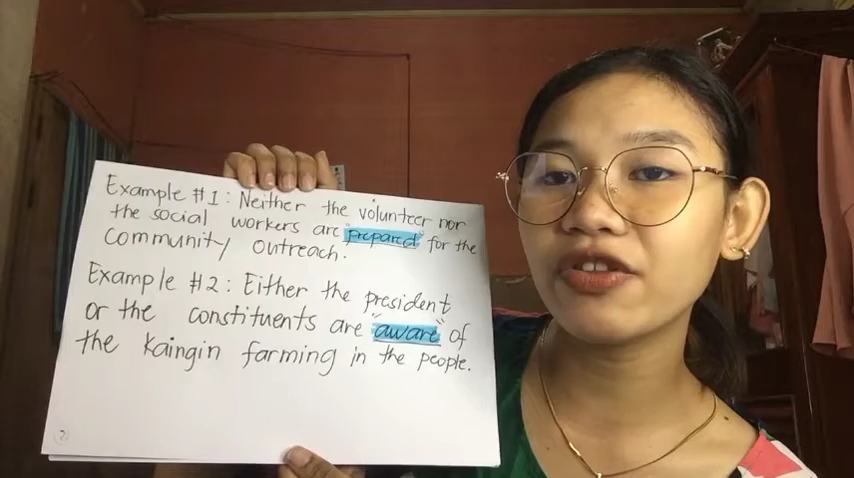 Example #1: Neither the volunteer nor
the social workers are "prepared" for the
community outreach.
Example #2: Either the president
or the constituents are "aware" of
the Kaingin farming in the people.
2